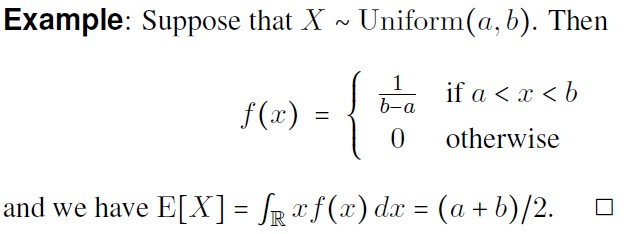 Example: Suppose that X ~ Uniform(a, b). Then
f(x) = { 1/(b−a) if a < x < b
0 otherwise
and we have E[X] = ∫ℝ x f(x) dx = (a + b)/2. □